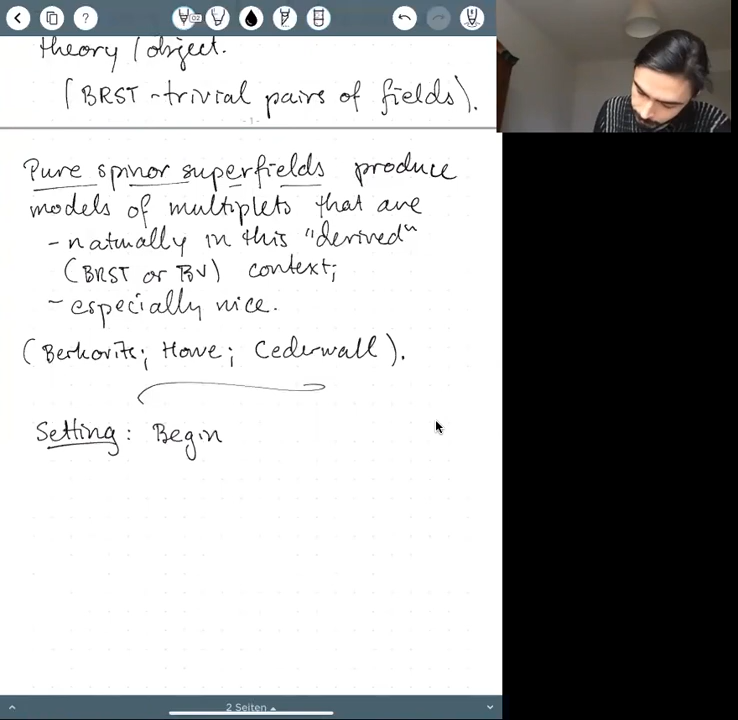 theory / object.
(BRST-trivial pairs of fields).
-1-
Pure spinor superfields produce
models of multiplets that are
- naturally in this "derived"
(BRST or BV) context;
- especially nice.
(Berkovits; Howe; Cederwall).
Setting: Begin
2 Seiten